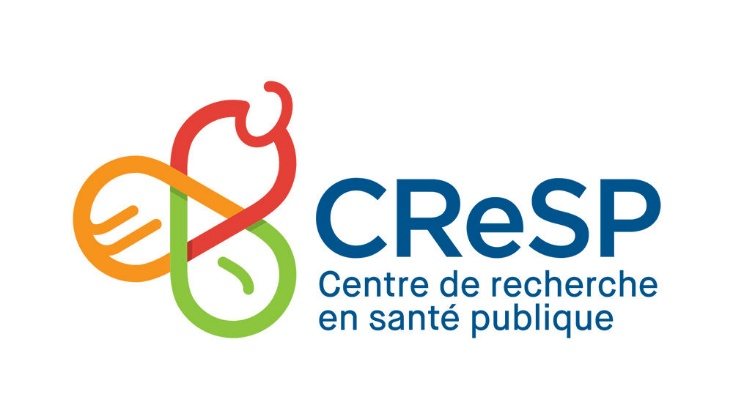 CReSP
Centre de recherche
en santé publique